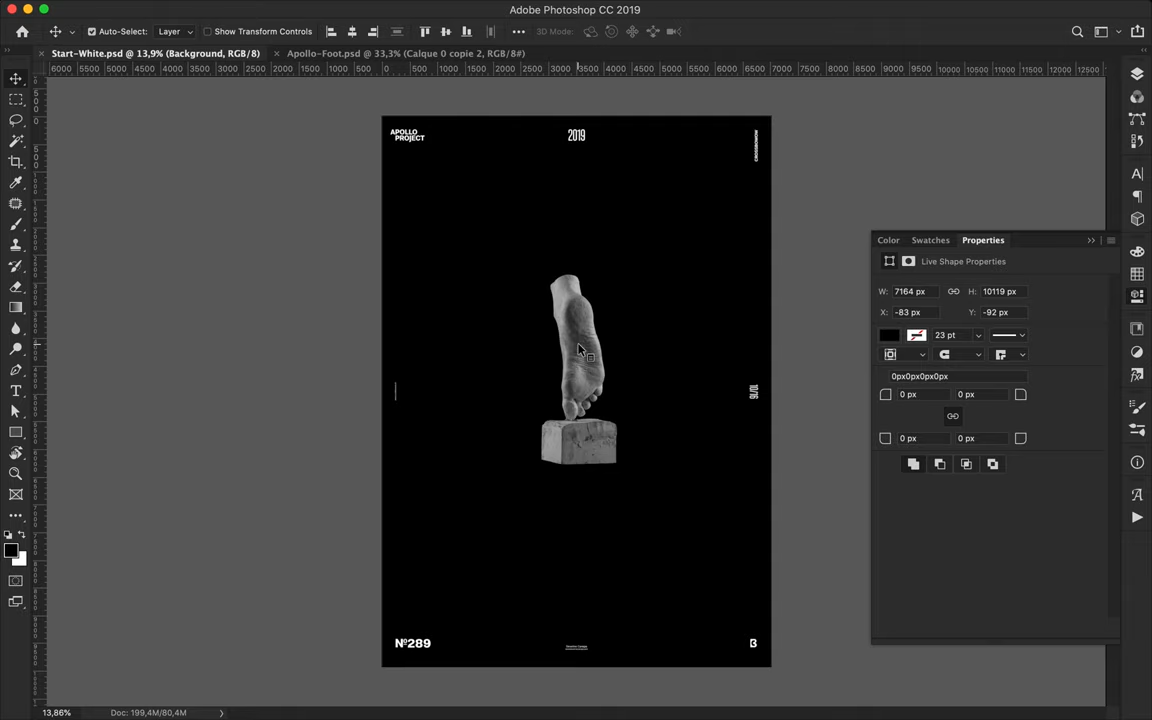 Adobe Photoshop CC 2019
Auto-Select: Layer Show Transform Controls 3D Mode:
Start-White.psd @ 13,9% (Background, RGB/8) Apollo-Foot.psd @ 33,3% (Calque 0 copie 2, RGB/8#)
6000 5500 5000 4500 4000 3500 3000 2500 2000 1500 1000 500 0 500 1000 1500 2000 2500 3000 3500 4000 4500 5000 5500 6000 6500 7000 7500 8000 8500 9000 9500 10000 10500 11000 11500 12000 12500
APOLLO
PROJECT
2019
10/16
Nº289
Color Swatches Properties
Live Shape Properties
W: 7164 px H: 10119 px
X: -83 px Y: -92 px
23 pt
0px0px0px0px
0 px 0 px
0 px 0 px
13,86% Doc: 199,4M/80,4M